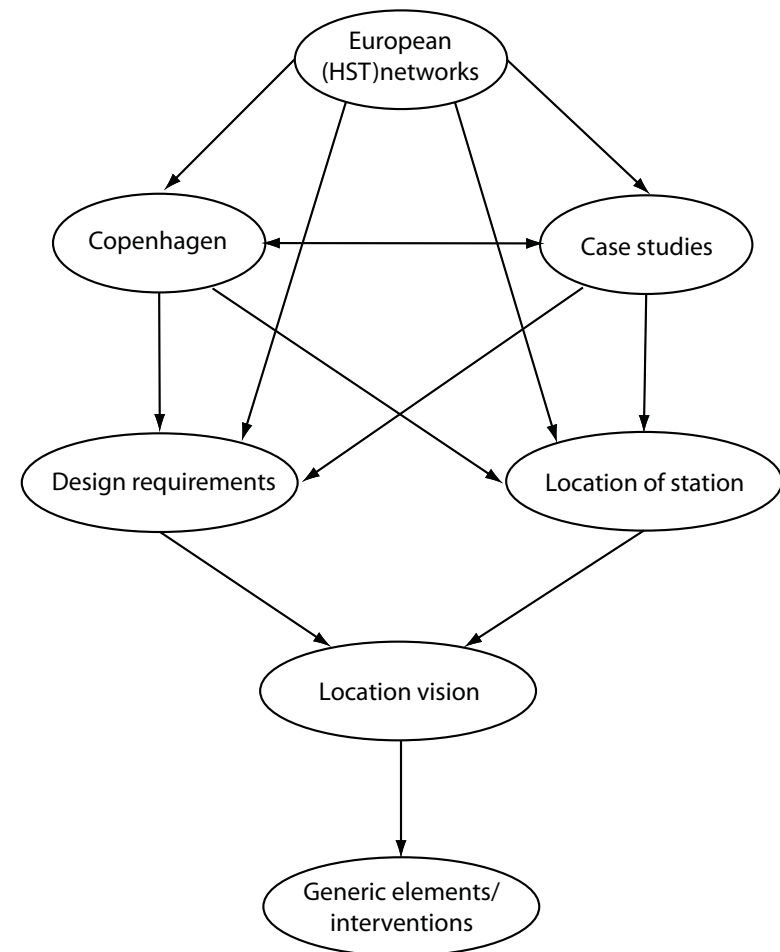 European
(HST)networks
Copenhagen
Case studies
Design requirements
Location of station
Location vision
Generic elements/
interventions